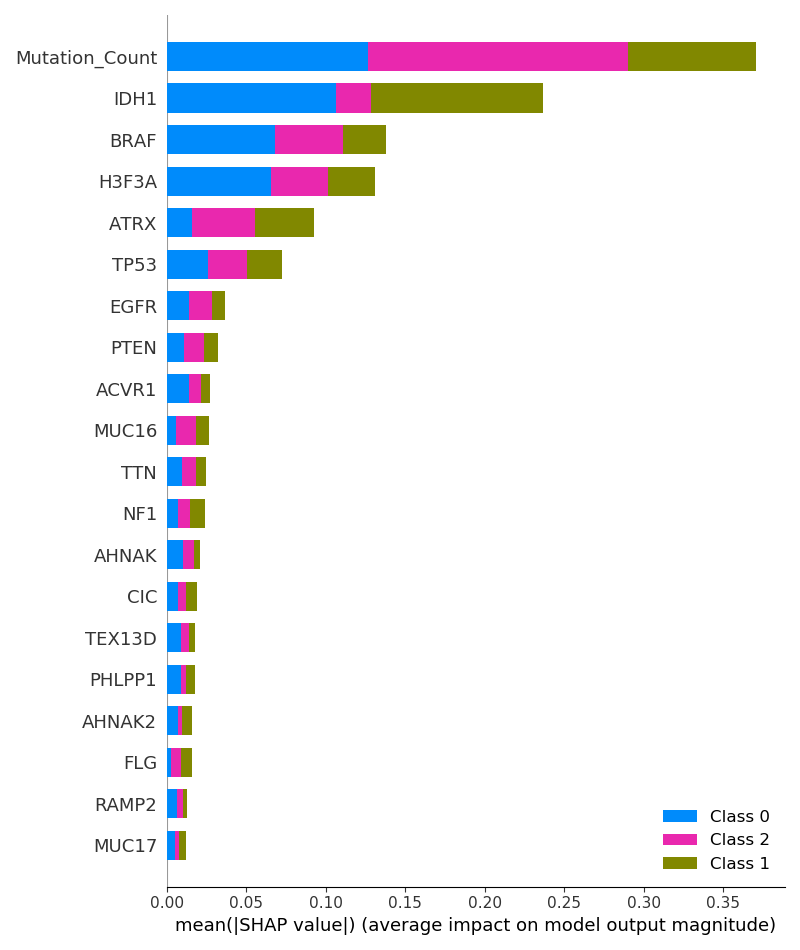 Mutation_Count
IDH1
BRAF
H3F3A
ATRX
TP53
EGFR
PTEN
ACVR1
MUC16
TTN
NF1
AHNAK
CIC
TEX13D
PHLPP1
AHNAK2
FLG
RAMP2
MUC17
Class 0
Class 2
Class 1
0.00 0.05 0.10 0.15 0.20 0.25 0.30 0.35
mean(|SHAP value|) (average impact on model output magnitude)